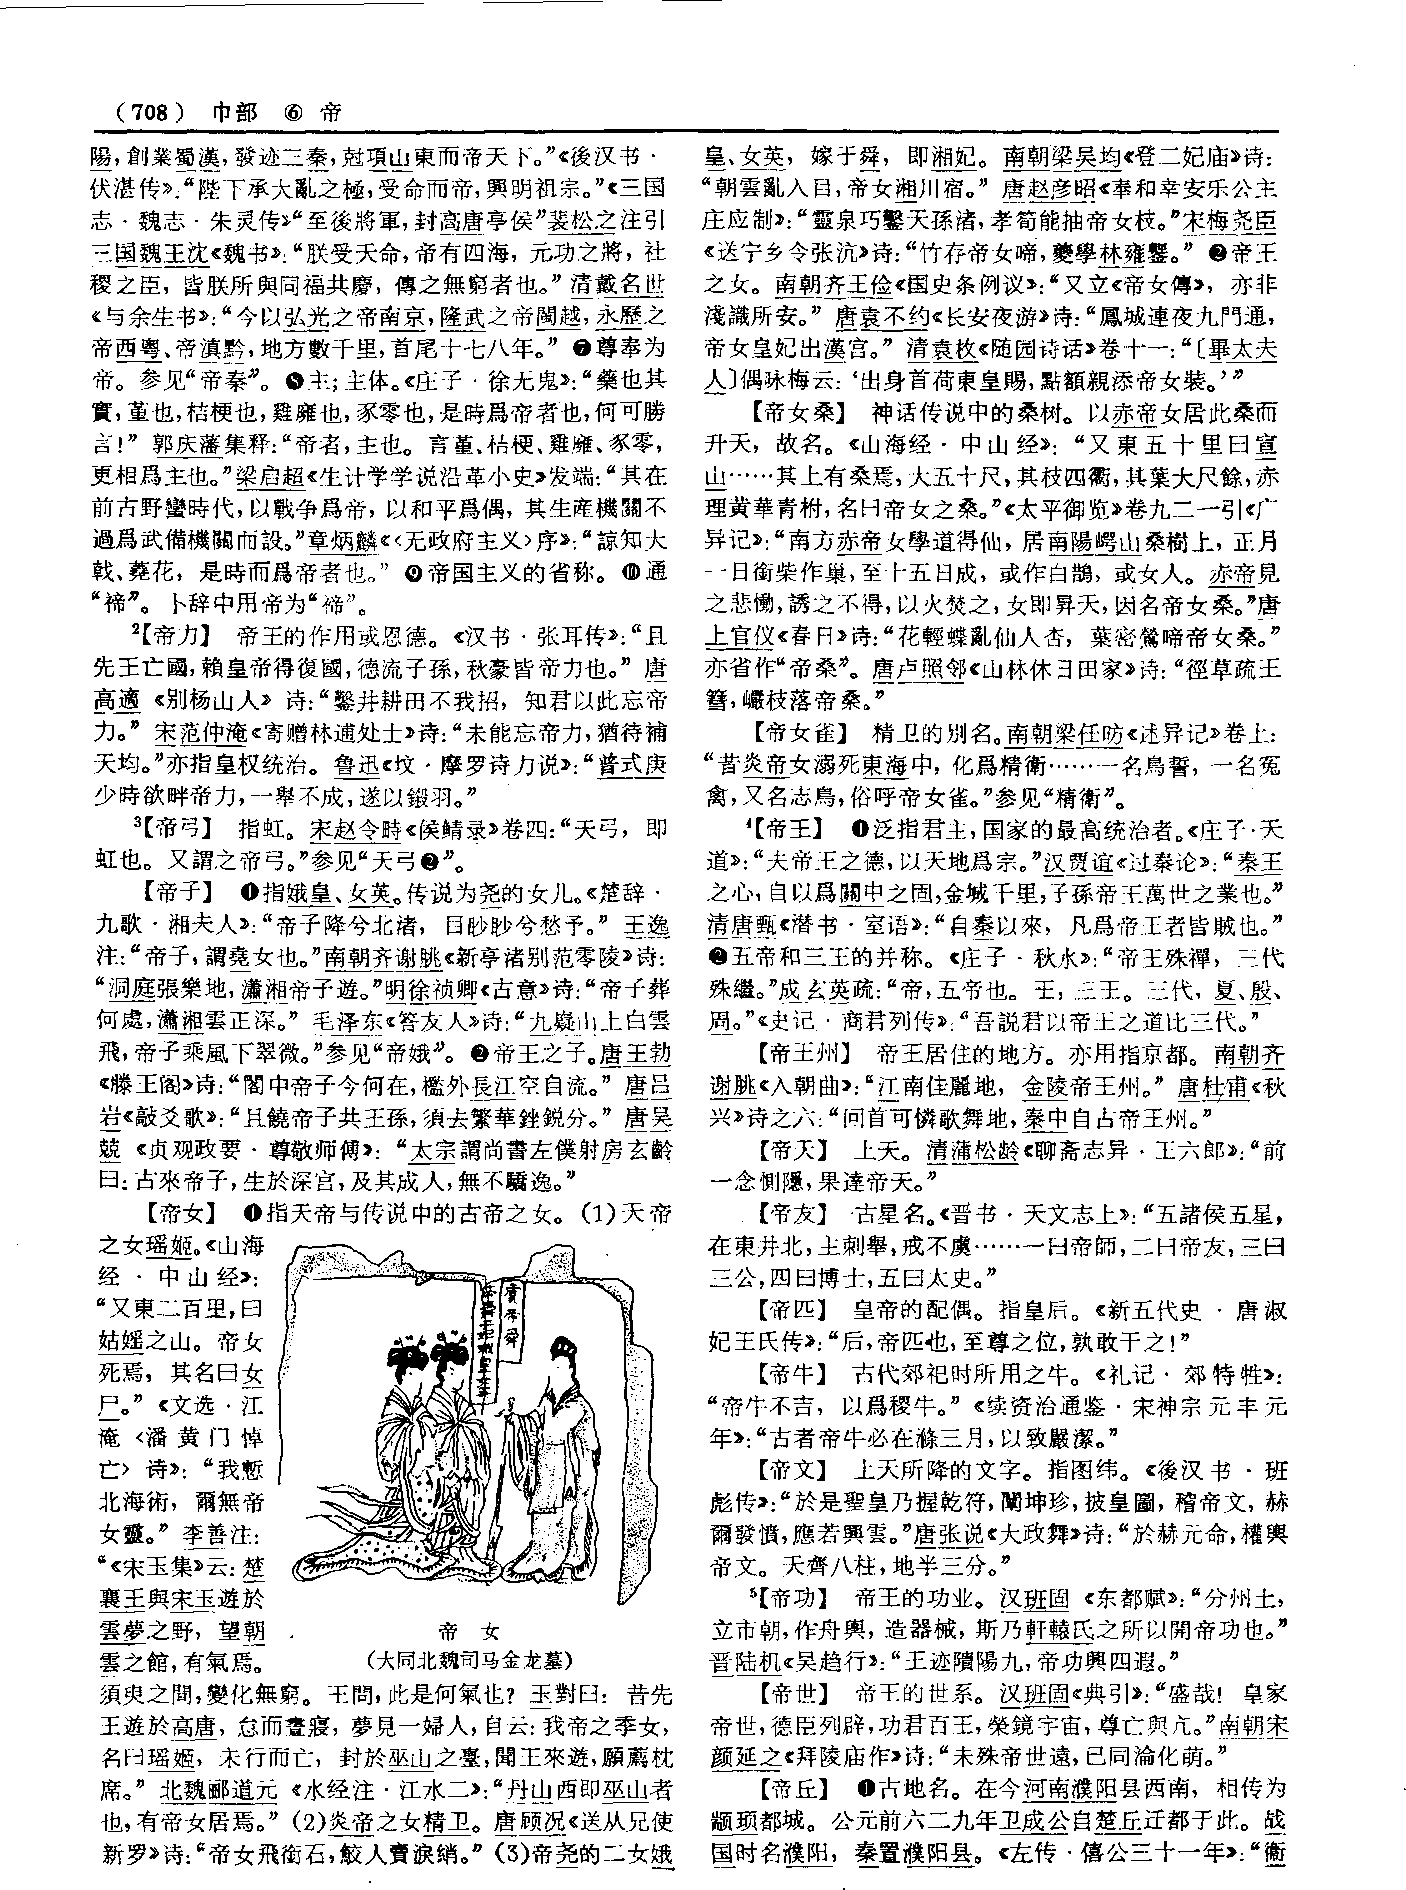 (708) 巾部 ⑥ 帝
陽,創業蜀漢,發迹三秦,尅項山東而帝天下。”《後汉书·
伏湛传》:“陛下承大亂之極,受命而帝,興明祖宗。”《三国
志·魏志·朱灵传》“至後將軍,封高唐亭侯”裴松之注引
三国魏王沈《魏书》:“朕受天命,帝有四海,元功之將,社
稷之臣,皆朕所與同福共慶,傳之無窮者也。”清戴名世
《与余生书》:“今以弘光之帝南京,隆武之帝閩越,永歷之
帝西粤、帝滇黔,地方數千里,首尾十七八年。” ❼尊奉为
帝。参见“帝秦”。❽主;主体。《庄子·徐无鬼》:“藥也其
實,堇也,桔梗也,雞廱也,豕零也,是時爲帝者也,何可勝
言!” 郭庆藩集释:“帝者,主也。言堇、桔梗、雞廱、豕零,
更相爲主也。”梁启超《生计学学说沿革小史》发端:“其在
前古野蠻時代,以戰争爲帝,以和平爲偶,其生産機關不
過爲武備機關而設。”章炳麟《〈无政府主义〉序》:“諒知大
戟、蕘花,是時而爲帝者也。” ❾帝国主义的省称。❿通
“禘”。卜辞中用帝为“禘”。
²【帝力】 帝王的作用或恩德。《汉书·张耳传》:“且
先王亡國,賴皇帝得復國,德流子孫,秋豪皆帝力也。” 唐
高適《别杨山人》诗:“鑿井耕田不我招,知君以此忘帝
力。” 宋范仲淹《寄赠林逋处士》诗:“未能忘帝力,猶待補
天均。”亦指皇权统治。鲁迅《坟·摩罗诗力说》:“普式庚
少時欲畔帝力,一舉不成,遂以鎩羽。”
³【帝弓】 指虹。宋赵令畤《侯鲭录》卷四:“天弓,即
虹也。又謂之帝弓。”参见“天弓❷”。
【帝子】 ❶指娥皇、女英。传说为尧的女儿。《楚辞·
九歌·湘夫人》:“帝子降兮北渚,目眇眇兮愁予。” 王逸
注:“帝子,謂堯女也。”南朝齐谢朓《新亭渚别范零陵》诗:
“洞庭張樂地,瀟湘帝子遊。”明徐祯卿《古意》诗:“帝子葬
何處,瀟湘雲正深。” 毛泽东《答友人》诗:“九嶷山上白雲
飛,帝子乘風下翠微。”参见“帝娥”。❷帝王之子。唐王勃
《滕王阁》诗:“閣中帝子今何在,檻外長江空自流。” 唐吕
岩《敲爻歌》:“且饒帝子共王孫,須去繁華銼鋭分。” 唐吴
兢《贞观政要·尊敬师傅》:“太宗謂尚書左僕射房玄齡
曰:古來帝子,生於深宫,及其成人,無不驕逸。”
【帝女】 ❶指天帝与传说中的古帝之女。(1)天帝
之女瑶姬。《山海
经·中山经》:
“又東二百里,曰
姑媱之山。帝女
死焉,其名曰女
尸。”《文选·江
淹〈潘黄门悼
亡〉诗》:“我慙
北海術,爾無帝
女靈。” 李善注:
“《宋玉集》云:楚
襄王與宋玉遊於
雲夢之野,望朝
雲之館,有氣焉。
帝舜
帝女
(大同北魏司马金龙墓)
須臾之間,變化無窮。王問,此是何氣也?玉對曰:昔先
王遊於高唐,怠而晝寢,夢見一婦人,自云:我帝之季女,
名曰瑶姬,未行而亡,封於巫山之臺,聞王來遊,願薦枕
席。” 北魏郦道元《水经注·江水二》:“丹山西即巫山者
也,有帝女居焉。”(2)炎帝之女精卫。唐顾况《送从兄使
新罗》诗:“帝女飛銜石,鮫人賣淚綃。”(3)帝尧的二女娥
皇、女英,嫁于舜,即湘妃。南朝梁吴均《登二妃庙》诗:
“朝雲亂人目,帝女湘川宿。” 唐赵彦昭《奉和幸安乐公主
庄应制》:“靈泉巧鑿天孫渚,孝筍能抽帝女枝。”宋梅尧臣
《送宁乡令张沆》诗:“竹存帝女啼,夔學林雍鑋。” ❷帝王
之女。南朝齐王俭《国史条例议》:“又立《帝女傳》,亦非
淺識所安。” 唐袁不约《长安夜游》诗:“鳳城連夜九門通,
帝女皇妃出漢宫。” 清袁枚《随园诗话》卷十一:“〔畢太夫
人〕偶咏梅云:‘出身首荷東皇賜,點額親添帝女裝。’”
【帝女桑】 神话传说中的桑树。以赤帝女居此桑而
升天,故名。《山海经·中山经》:“又東五十里曰宣
山……其上有桑焉,大五十尺,其枝四衢,其葉大尺餘,赤
理黄華青柎,名曰帝女之桑。”《太平御览》卷九二一引《广
异记》:“南方赤帝女學道得仙,居南陽崿山桑樹上,正月
一日銜柴作巢,至十五日成,或作白鵲,或女人。赤帝見
之悲慟,誘之不得,以火焚之,女即昇天,因名帝女桑。”唐
上官仪《春日》诗:“花輕蝶亂仙人杏,葉密鶯啼帝女桑。”
亦省作“帝桑”。唐卢照邻《山林休日田家》诗:“徑草疏王
篲,巖枝落帝桑。”
【帝女雀】 精卫的别名。南朝梁任昉《述异记》卷上:
“昔炎帝女溺死東海中,化爲精衛……一名鳥誓,一名冤
禽,又名志鳥,俗呼帝女雀。”参见“精衛”。
⁴【帝王】 ❶泛指君主,国家的最高统治者。《庄子·天
道》:“夫帝王之德,以天地爲宗。”汉贾谊《过秦论》:“秦王
之心,自以爲關中之固,金城千里,子孫帝王萬世之業也。”
清唐甄《潜书·室语》:“自秦以來,凡爲帝王者皆賊也。”
❷五帝和三王的并称。《庄子·秋水》:“帝王殊禪,三代
殊繼。”成玄英疏:“帝,五帝也。王,三王。三代,夏、殷、
周。”《史记·商君列传》:“吾説君以帝王之道比三代。”
【帝王州】 帝王居住的地方。亦用指京都。南朝齐
谢朓《入朝曲》:“江南佳麗地,金陵帝王州。” 唐杜甫《秋
兴》诗之六:“回首可憐歌舞地,秦中自古帝王州。”
【帝天】 上天。清蒲松龄《聊斋志异·王六郎》:“前
一念惻隱,果達帝天。”
【帝友】 古星名。《晋书·天文志上》:“五諸侯五星,
在東井北,主刺舉,戒不虞……一曰帝師,二曰帝友,三曰
三公,四曰博士,五曰太史。”
【帝匹】 皇帝的配偶。指皇后。《新五代史·唐淑
妃王氏传》:“后,帝匹也,至尊之位,孰敢干之!”
【帝牛】 古代郊祀时所用之牛。《礼记·郊特牲》:
“帝牛不吉,以爲稷牛。”《续资治通鉴·宋神宗元丰元
年》:“古者帝牛必在滌三月,以致嚴潔。”
【帝文】 上天所降的文字。指图纬。《後汉书·班
彪传》:“於是聖皇乃握乾符,闡坤珍,披皇圖,稽帝文,赫
爾發憤,應若興雲。”唐张说《大政舞》诗:“於赫元命,權輿
帝文。天齊八柱,地半三分。”
⁵【帝功】 帝王的功业。汉班固《东都赋》:“分州土,
立市朝,作舟輿,造器械,斯乃軒轅氏之所以開帝功也。”
晋陆机《吴趋行》:“王迹隤陽九,帝功興四遐。”
【帝世】 帝王的世系。汉班固《典引》:“盛哉!皇家
帝世,德臣列辟,功君百王,榮鏡宇宙,尊亡與亢。”南朝宋
颜延之《拜陵庙作》诗:“未殊帝世遠,已同淪化萌。”
【帝丘】 ❶古地名。在今河南濮阳县西南,相传为
颛顼都城。公元前六二九年卫成公自楚丘迁都于此。战
国时名濮阳,秦置濮阳县。《左传·僖公三十一年》:“衛